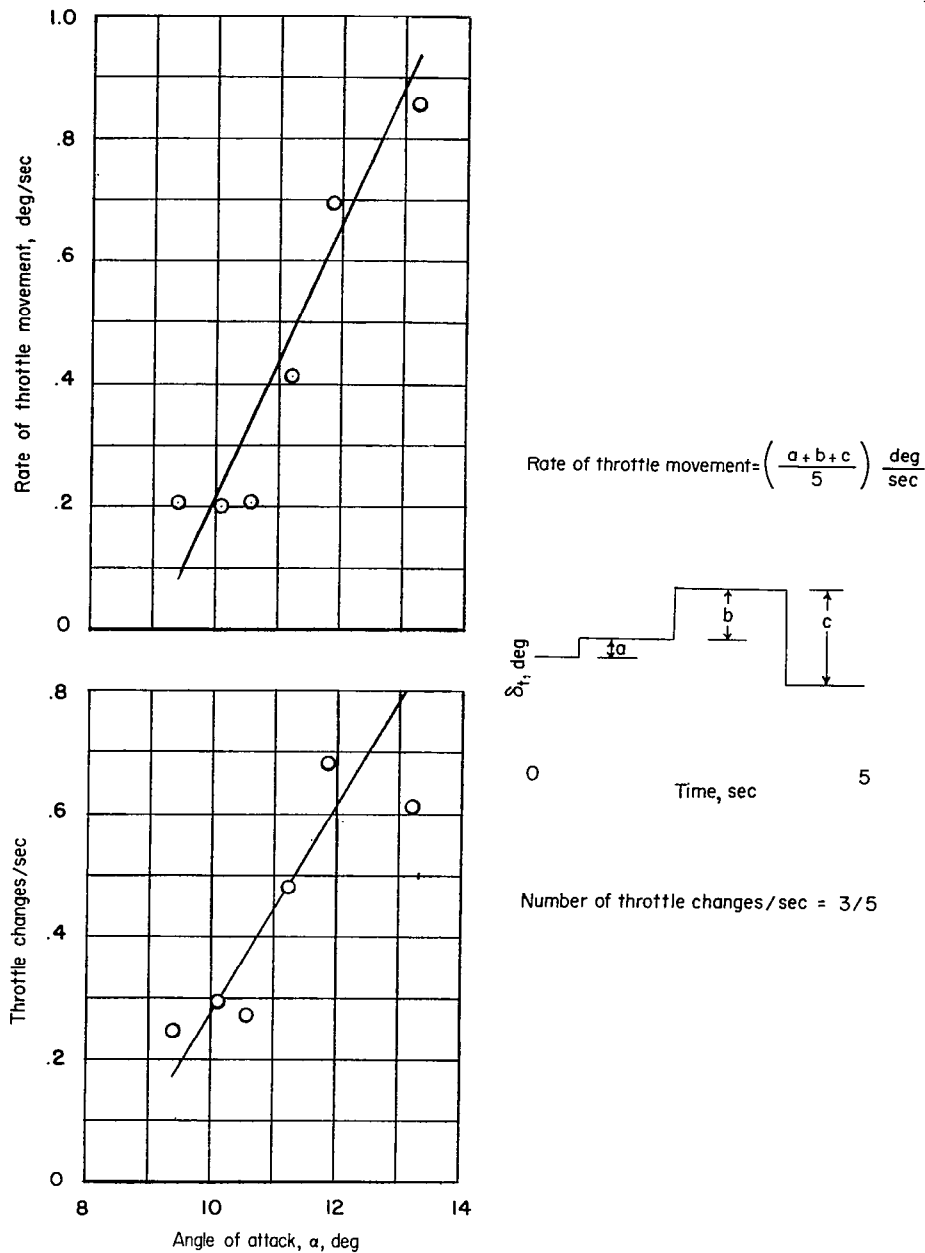 1.0
.8
.6
.4
.2
0
Rate of throttle movement, deg/sec
.8
.6
.4
.2
0
Throttle changes/sec
8 10 12 14
Angle of attack, α, deg
Rate of throttle movement=(a+b+c/5) deg/sec
a
b
c
δt, deg
0 5
Time, sec
Number of throttle changes/sec = 3/5